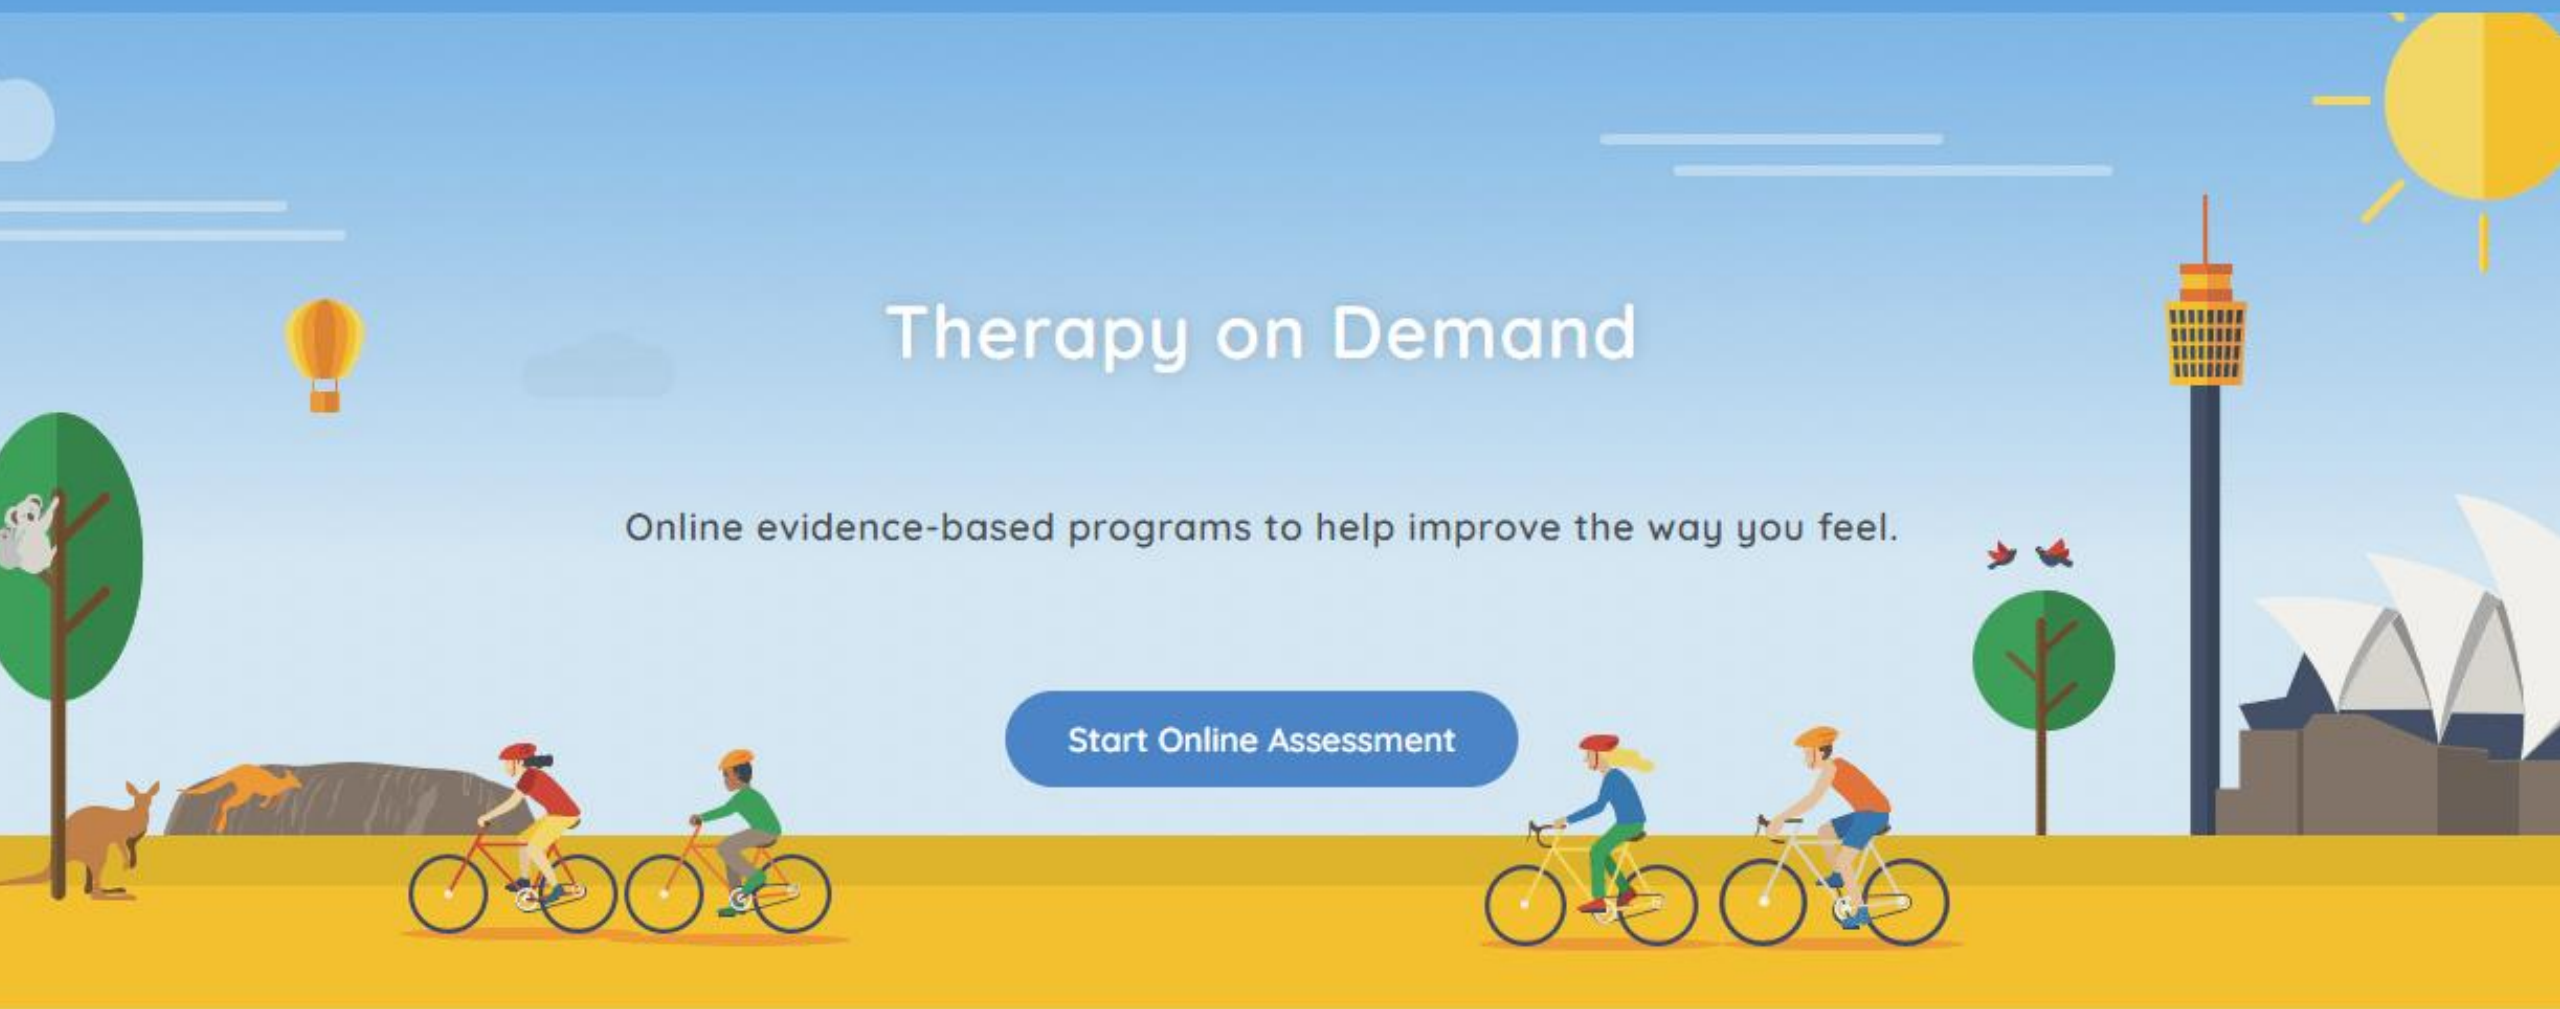 Therapy on Demand
Online evidence-based programs to help improve the way you feel.
Start Online Assessment